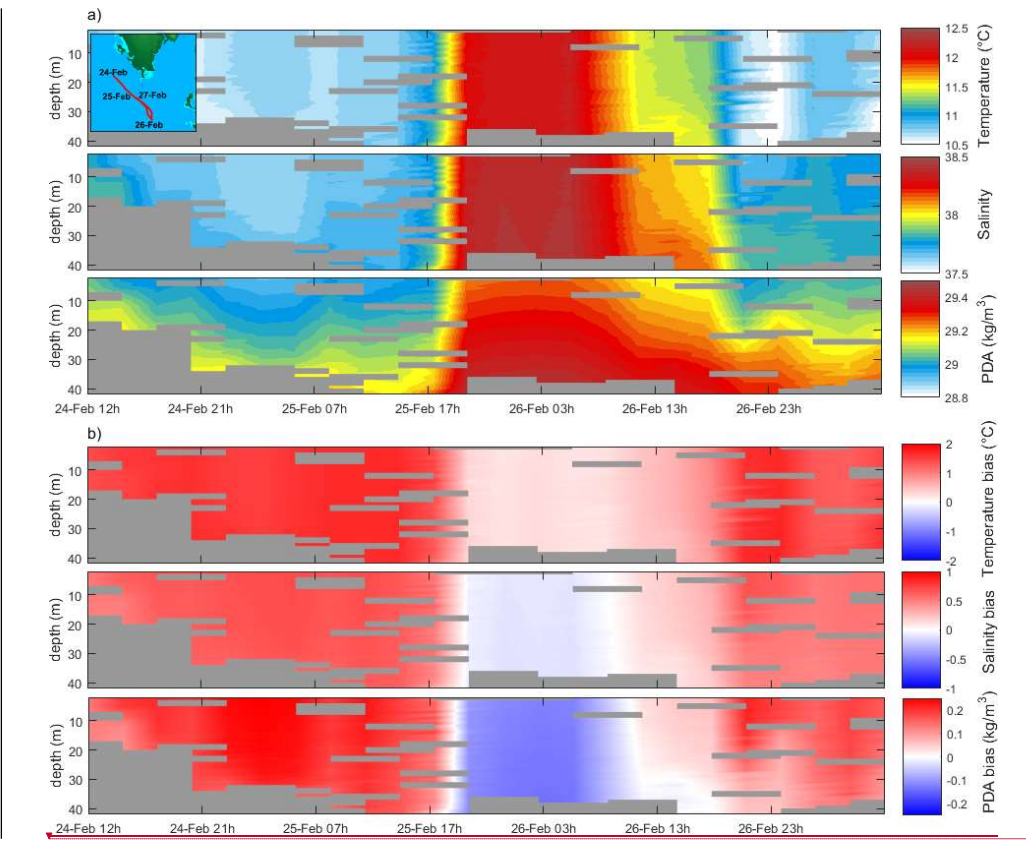 a)
24-Feb
25-Feb
27-Feb
26-Feb
depth (m)
10
20
30
40
12.5
12
11.5
11
10.5
Temperature (°C)
depth (m)
10
20
30
40
38.5
38
37.5
Salinity
depth (m)
10
20
30
40
29.4
29.2
29
28.8
PDA (kg/m³)
24-Feb 12h 24-Feb 21h 25-Feb 07h 25-Feb 17h 26-Feb 03h 26-Feb 13h 26-Feb 23h
b)
depth (m)
10
20
30
40
2
1
0
-1
-2
Temperature bias (°C)
depth (m)
10
20
30
40
1
0.5
0
-0.5
-1
Salinity bias
depth (m)
10
20
30
40
0.2
0.1
0
-0.1
-0.2
PDA bias (kg/m³)
24-Feb 12h 24-Feb 21h 25-Feb 07h 25-Feb 17h 26-Feb 03h 26-Feb 13h 26-Feb 23h